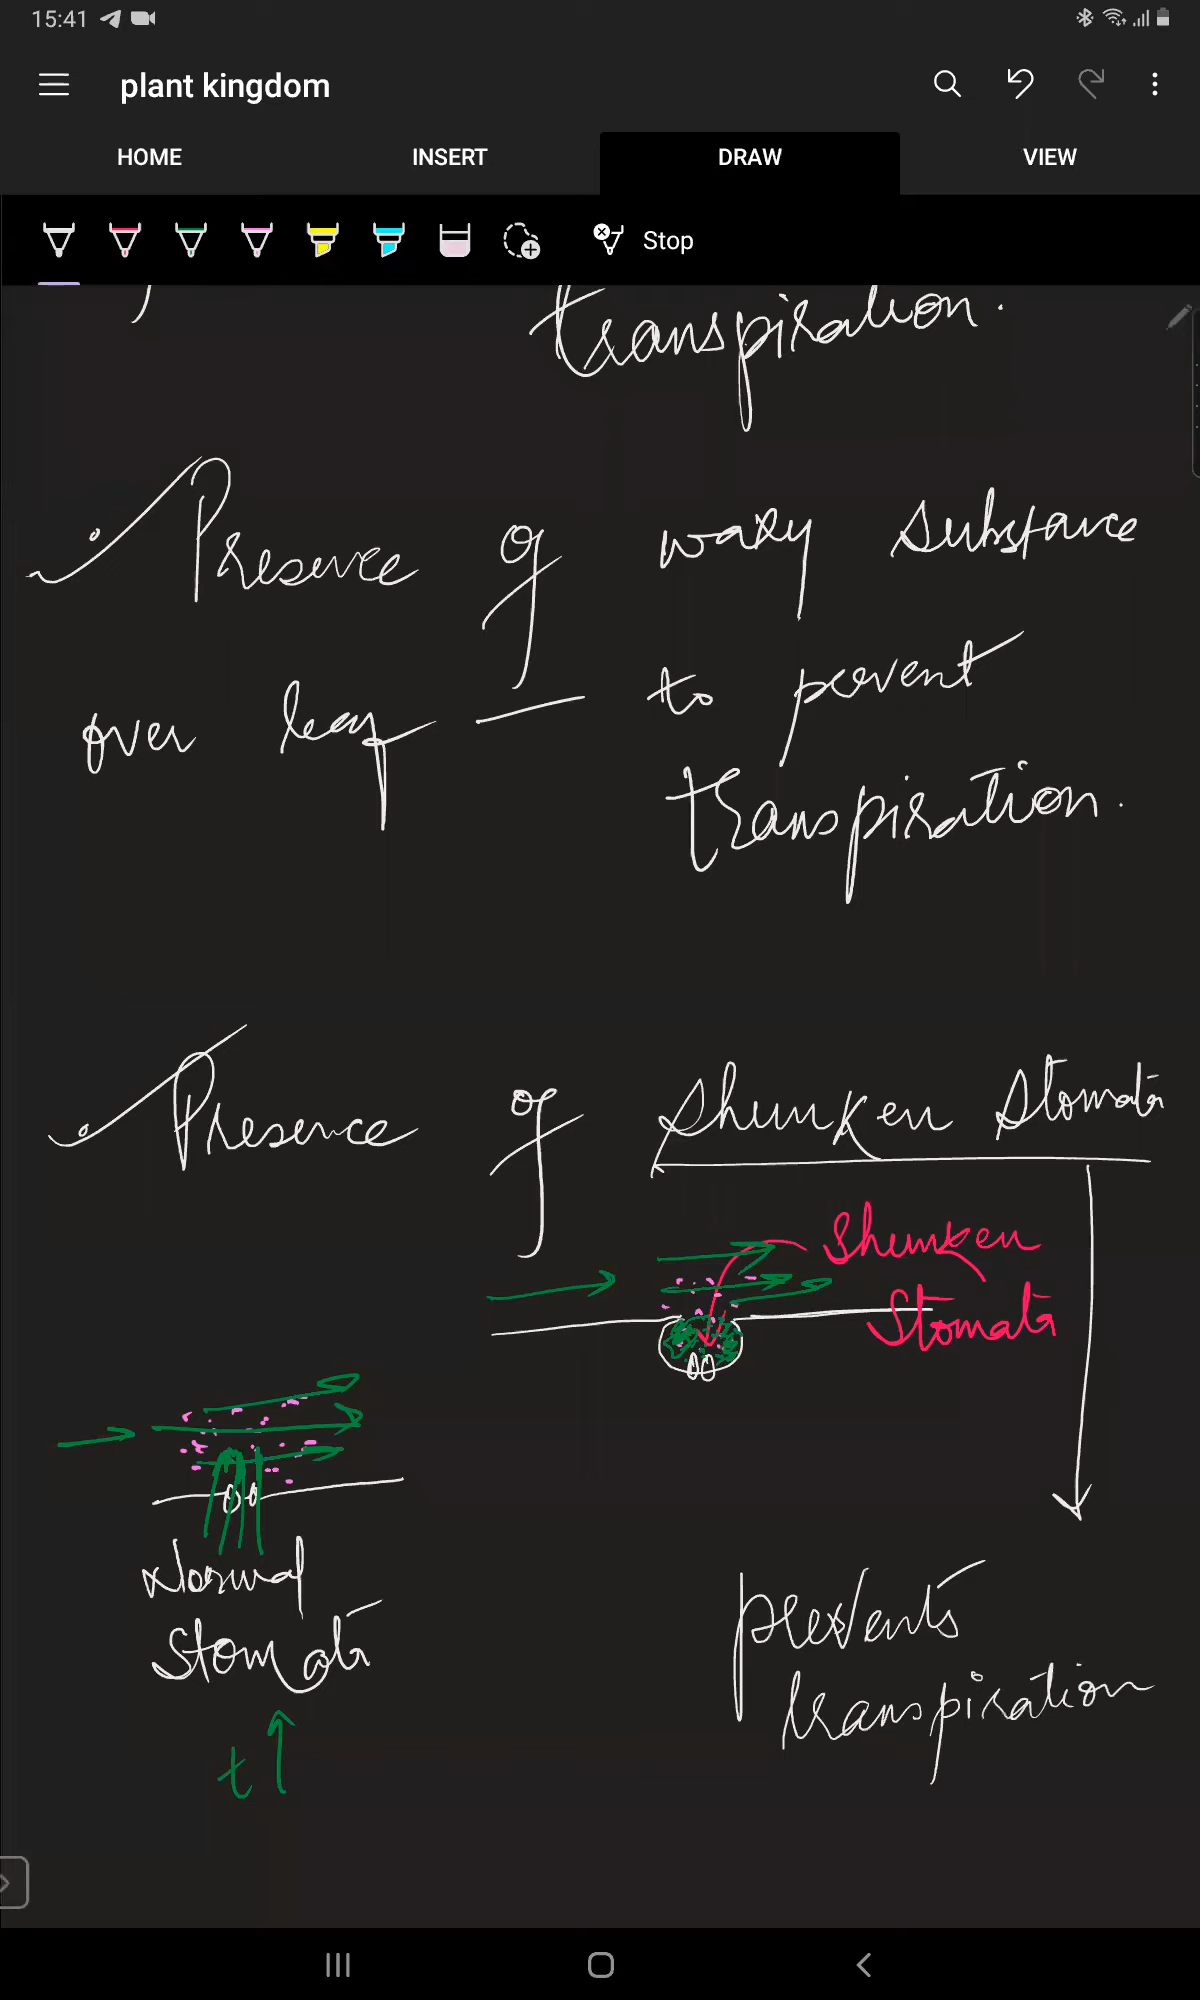 15:41
plant kingdom
HOME INSERT DRAW VIEW
Stop
transpiration.
Presence of waxy substance
over leaf — to prevent
transpiration.
Presence of Shunken Stomata
Shunken
Stomata
Normal
Stomata
t↑
prevents
transpiration